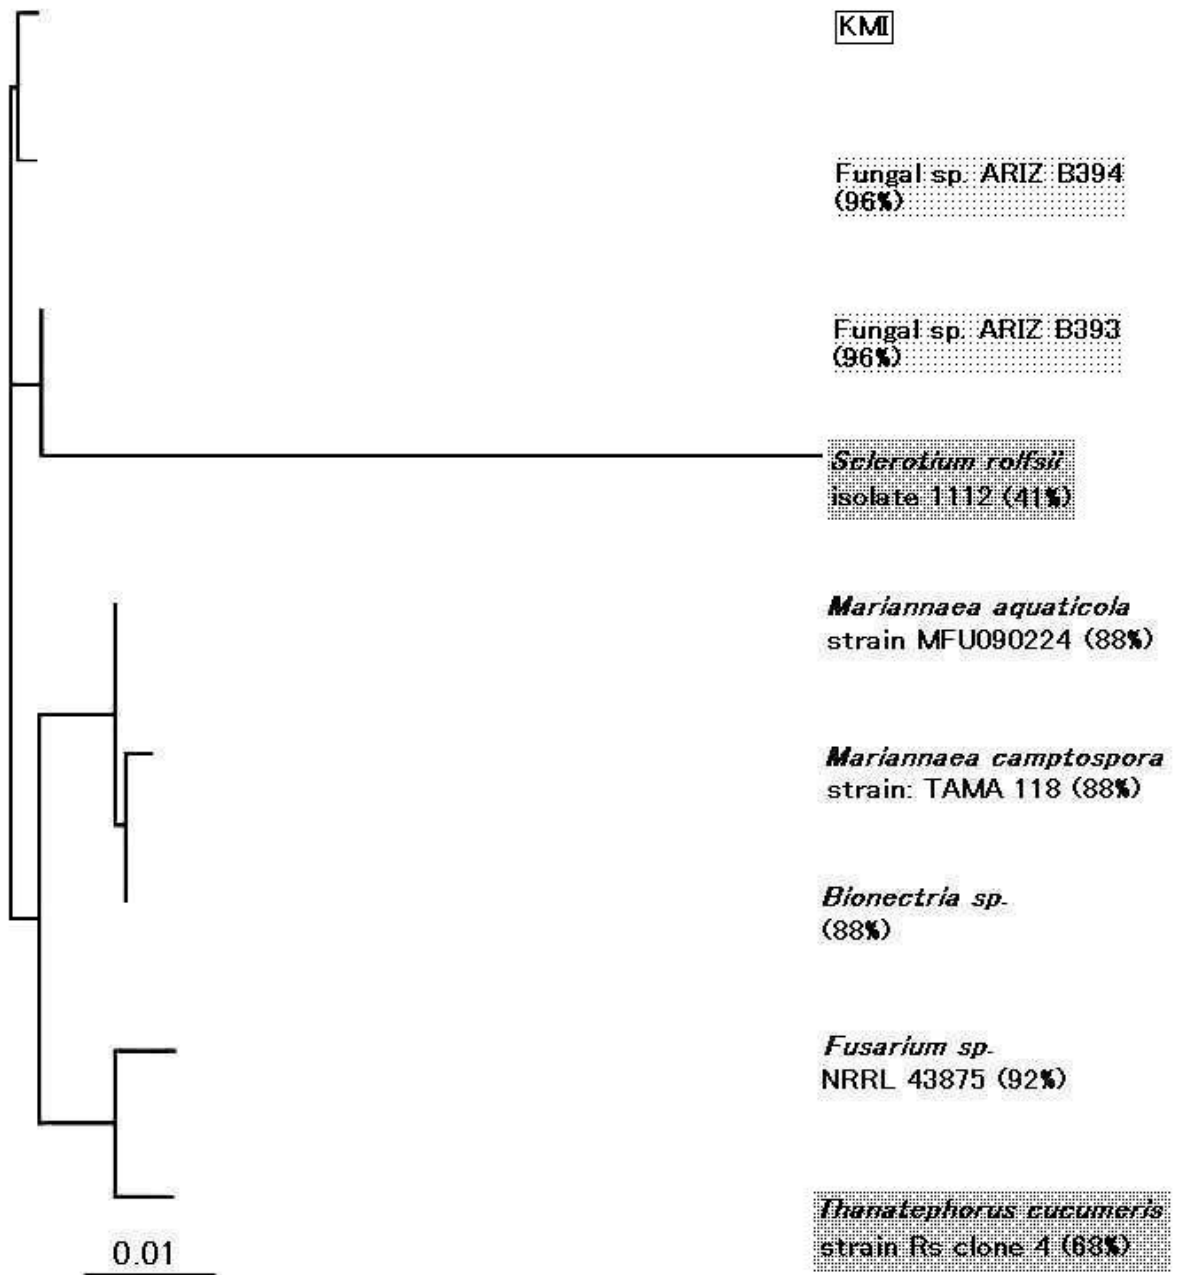 KMI
Fungal sp. ARIZ B394
(96%)
Fungal sp. ARIZ B393
(96%)
Sclerotium rolfsii
isolate 1112 (41%)
Mariannaea aquaticola
strain MFU090224 (88%)
Mariannaea camptospora
strain: TAMA 118 (88%)
Bionectria sp.
(88%)
Fusarium sp.
NRRL 43875 (92%)
Thanatephorus cucumeris
strain Rs clone 4 (68%)
0.01